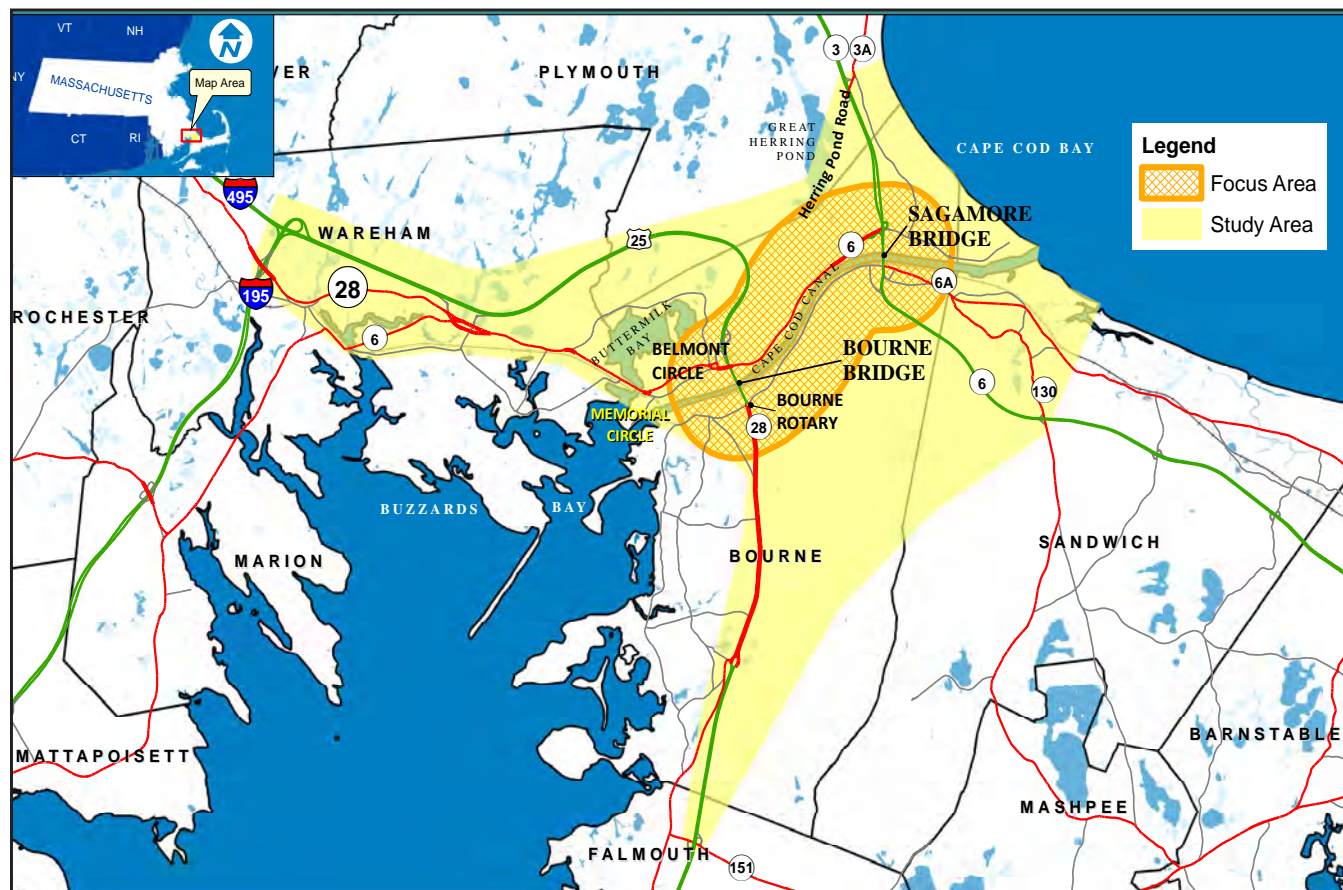 VT
NH
N
NY
MASSACHUSETTS
Map Area
CT
RI
VER
PLYMOUTH
3
3A
Herring Pond Road
GREAT
HERRING
POND
CAPE COD BAY
Legend
Focus Area
Study Area
495
WAREHAM
25
SAGAMORE
BRIDGE
6
195
28
6A
ROCHESTER
6
BUTTERMILK
BAY
CAPE COD CANAL
BELMONT
CIRCLE
BOURNE
BRIDGE
6
130
BOURNE
ROTARY
MEMORIAL
CIRCLE
28
BUZZARDS
BAY
BOURNE
SANDWICH
MARION
MATTAPOISETT
BARNSTABLE
MASHPEE
FALMOUTH
151